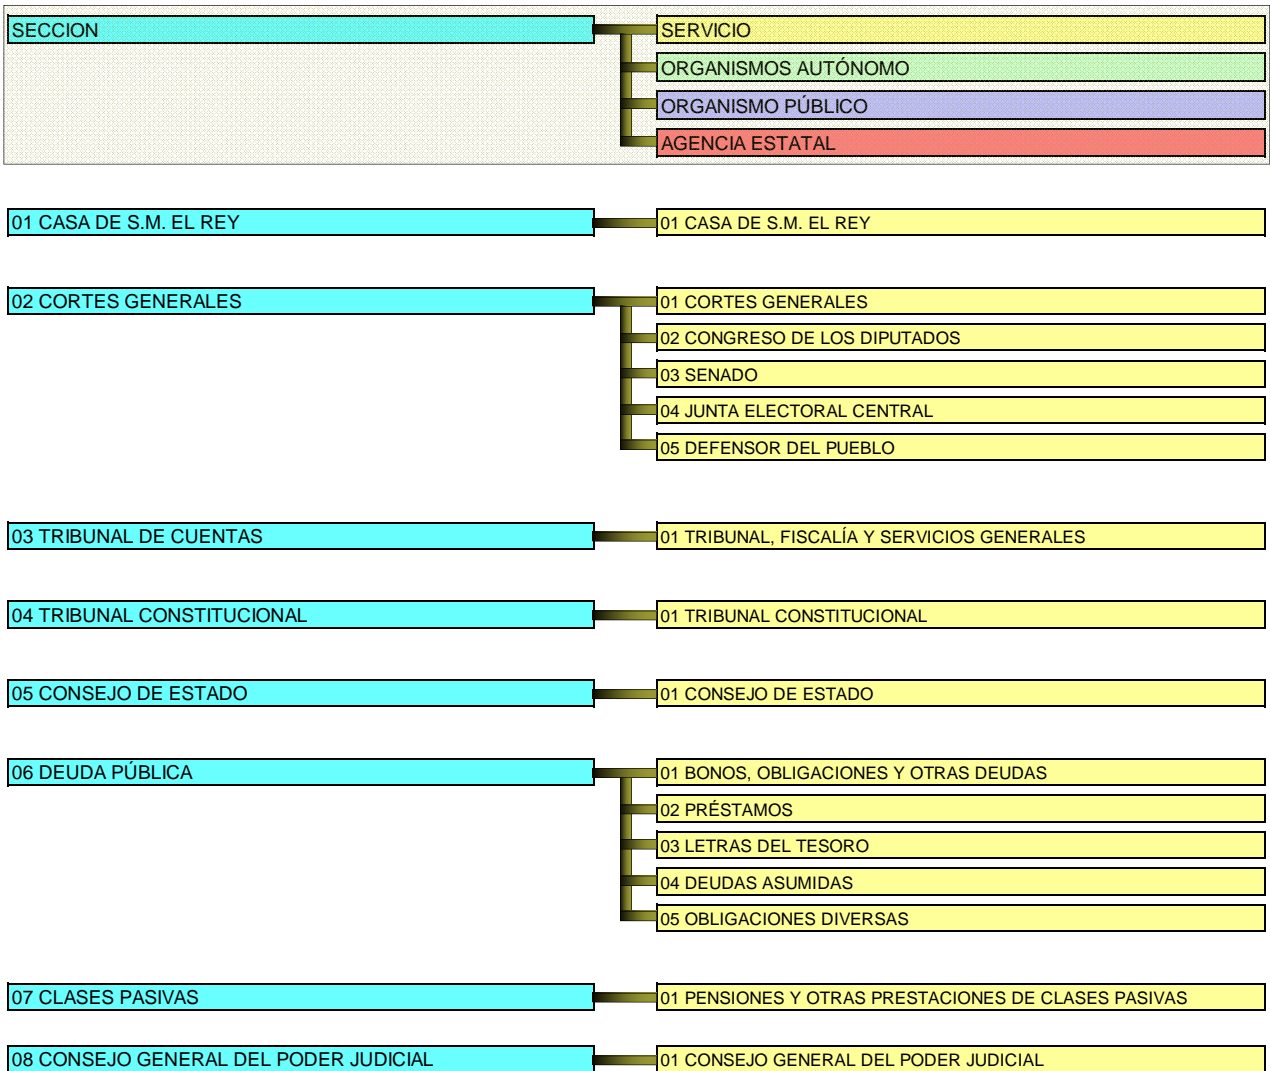 SECCION
SERVICIO
ORGANISMOS AUTÓNOMO
ORGANISMO PÚBLICO
AGENCIA ESTATAL
01 CASA DE S.M. EL REY
01 CASA DE S.M. EL REY
02 CORTES GENERALES
01 CORTES GENERALES
02 CONGRESO DE LOS DIPUTADOS
03 SENADO
04 JUNTA ELECTORAL CENTRAL
05 DEFENSOR DEL PUEBLO
03 TRIBUNAL DE CUENTAS
01 TRIBUNAL, FISCALÍA Y SERVICIOS GENERALES
04 TRIBUNAL CONSTITUCIONAL
01 TRIBUNAL CONSTITUCIONAL
05 CONSEJO DE ESTADO
01 CONSEJO DE ESTADO
06 DEUDA PÚBLICA
01 BONOS, OBLIGACIONES Y OTRAS DEUDAS
02 PRÉSTAMOS
03 LETRAS DEL TESORO
04 DEUDAS ASUMIDAS
05 OBLIGACIONES DIVERSAS
07 CLASES PASIVAS
01 PENSIONES Y OTRAS PRESTACIONES DE CLASES PASIVAS
08 CONSEJO GENERAL DEL PODER JUDICIAL
01 CONSEJO GENERAL DEL PODER JUDICIAL